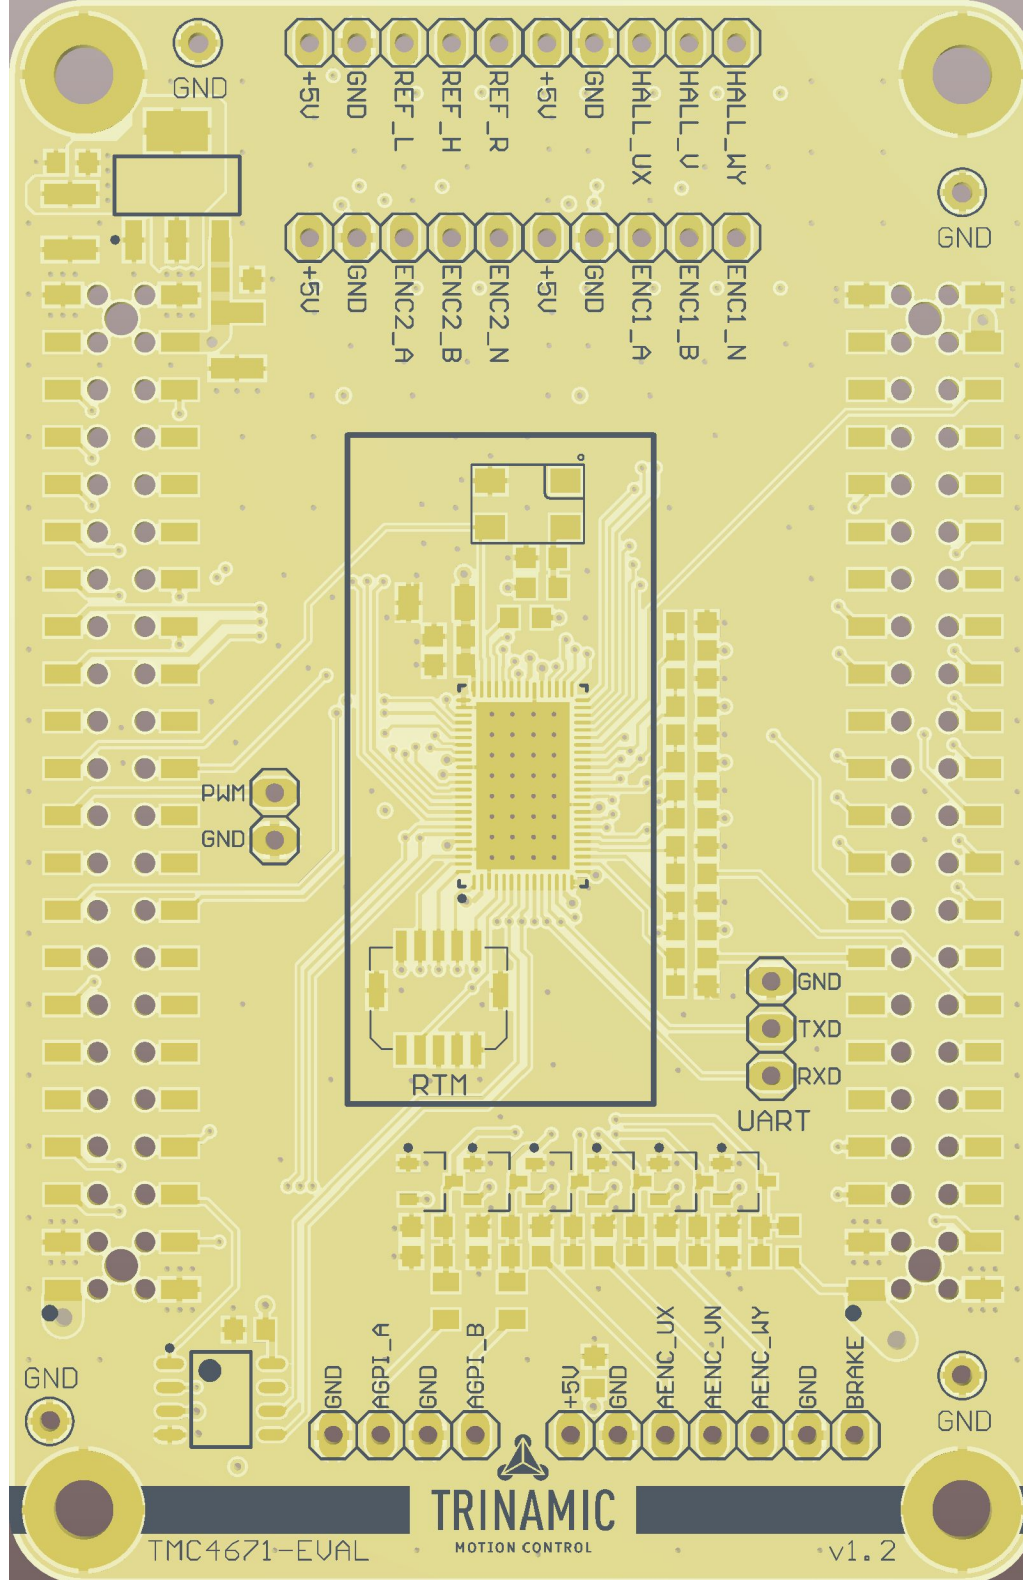 GND
+5V
GND
REF_L
REF_H
REF_R
+5V
GND
HALL_UX
HALL_V
HALL_WY
GND
+5V
GND
ENC2_A
ENC2_B
ENC2_N
+5V
GND
ENC1_A
ENC1_B
ENC1_N
PWM
GND
GND
TXD
RXD
UART
RTM
GND
GND
AGPI_A
GND
AGPI_B
+5V
GND
AENC_UX
AENC_VN
AENC_WY
GND
BRAKE
GND
TRINAMIC
MOTION CONTROL
TMC4671-EVAL
v1.2